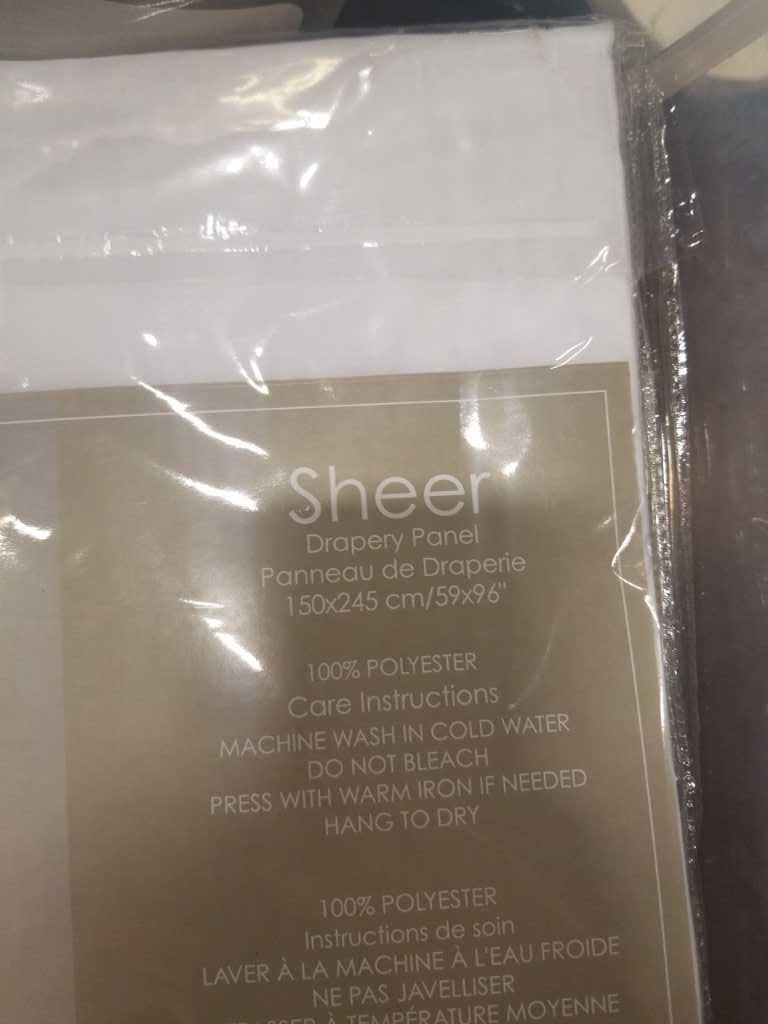 Sheer
Drapery Panel
Panneau de Draperie
150x245 cm/59x96"
100% POLYESTER
Care Instructions
MACHINE WASH IN COLD WATER
DO NOT BLEACH
PRESS WITH WARM IRON IF NEEDED
HANG TO DRY
100% POLYESTER
Instructions de soin
LAVER À LA MACHINE À L'EAU FROIDE
NE PAS JAVELLISER
À TEMPÉRATURE MOYENNE